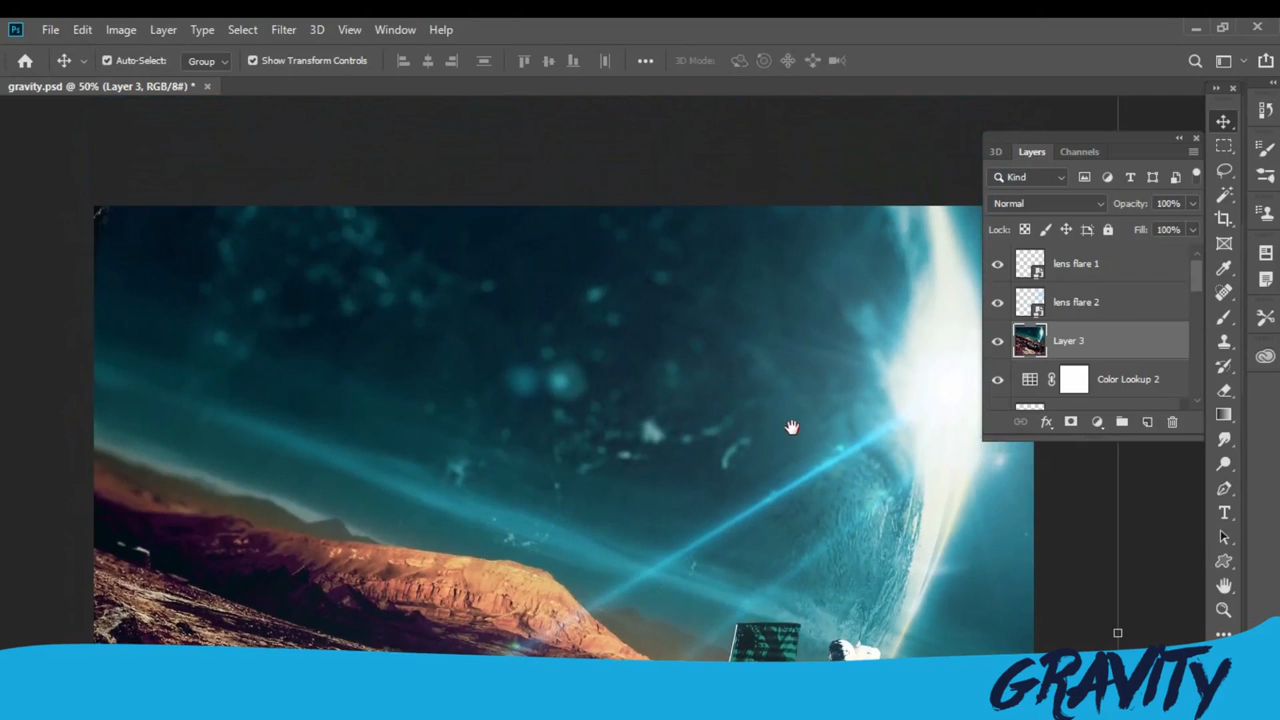 Ps File Edit Image Layer Type Select Filter 3D View Window Help
Auto-Select: Group Show Transform Controls ••• 3D Mode:
gravity.psd @ 50% (Layer 3, RGB/8#) * ×
3D Layers Channels
Kind
Normal Opacity: 100%
Lock: Fill: 100%
lens flare 1
lens flare 2
Layer 3
Color Lookup 2
fx
GRAVITY